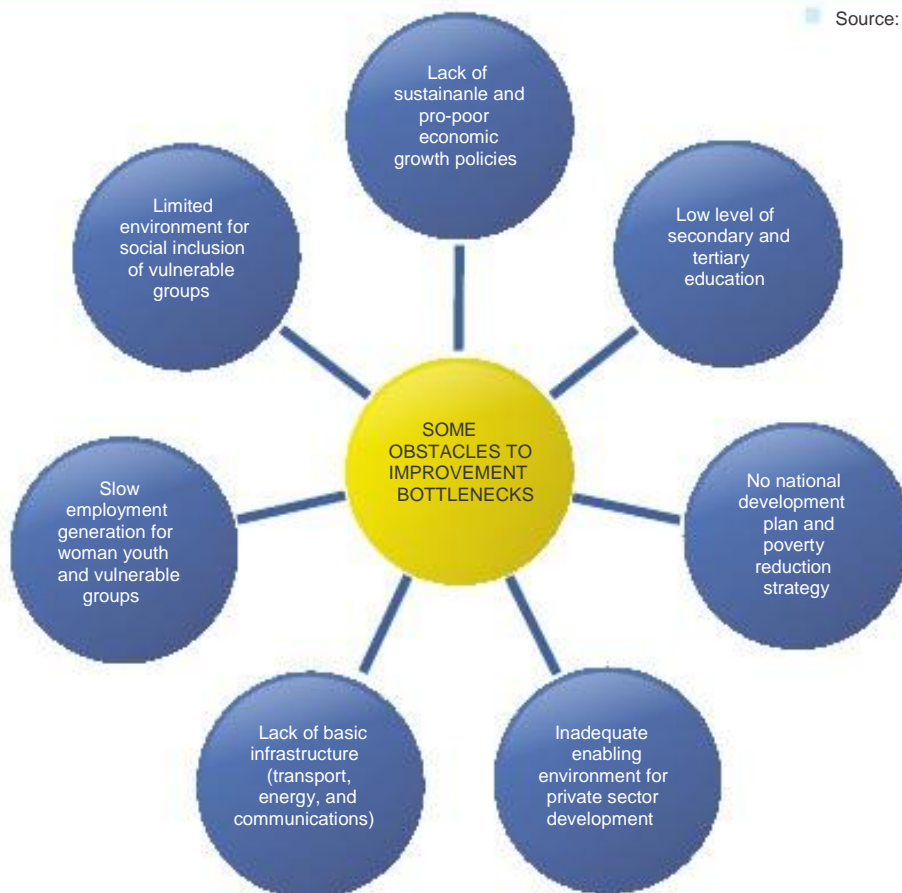 Source:
Lack of
sustainanle and
pro-poor
economic
growth policies
Low level of
secondary and
tertiary
education
No national
development
plan and
poverty
reduction
strategy
Inadequate
enabling
environment for
private sector
development
Lack of basic
infrastructure
(transport,
energy, and
communications)
Slow
employment
generation for
woman youth
and vulnerable
groups
Limited
environment for
social inclusion
of vulnerable
groups
SOME
OBSTACLES TO
IMPROVEMENT
BOTTLENECKS